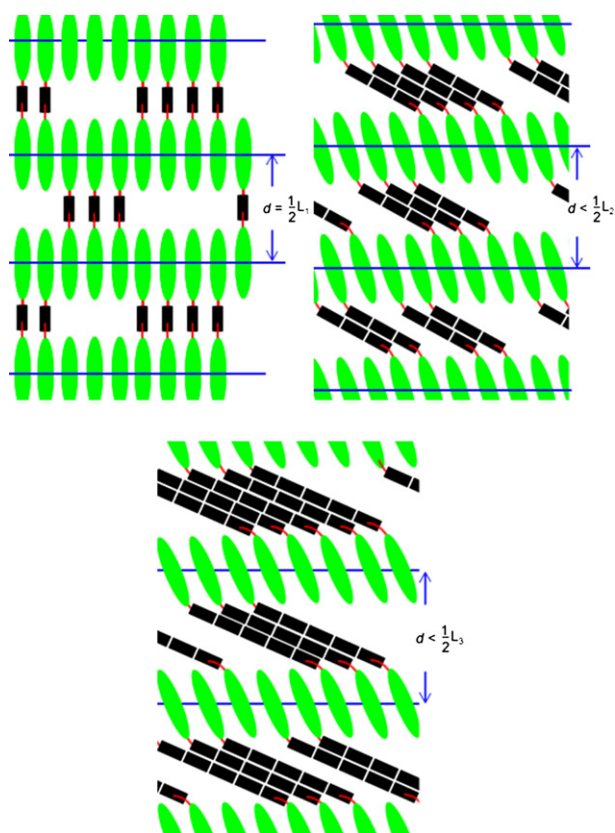 d = 1/2 L₁
d < 1/2 L₂
d < 1/2 L₃